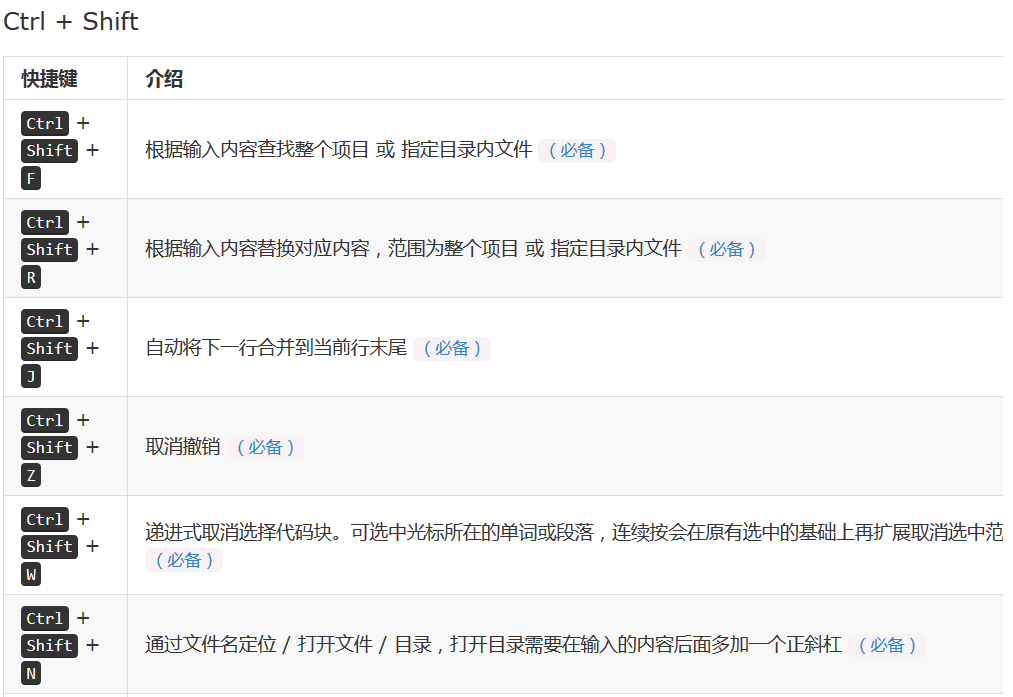 Ctrl + Shift
快捷键 介绍
Ctrl +
Shift +
F
根据输入内容查找整个项目 或 指定目录内文件 （必备）
Ctrl +
Shift +
R
根据输入内容替换对应内容，范围为整个项目 或 指定目录内文件 （必备）
Ctrl +
Shift +
J
自动将下一行合并到当前行末尾 （必备）
Ctrl +
Shift +
Z
取消撤销 （必备）
Ctrl +
Shift +
W
递进式取消选择代码块。可选中光标所在的单词或段落，连续按会在原有选中的基础上再扩展取消选中范
（必备）
Ctrl +
Shift +
N
通过文件名定位 / 打开文件 / 目录，打开目录需要在输入的内容后面多加一个正斜杠 （必备）